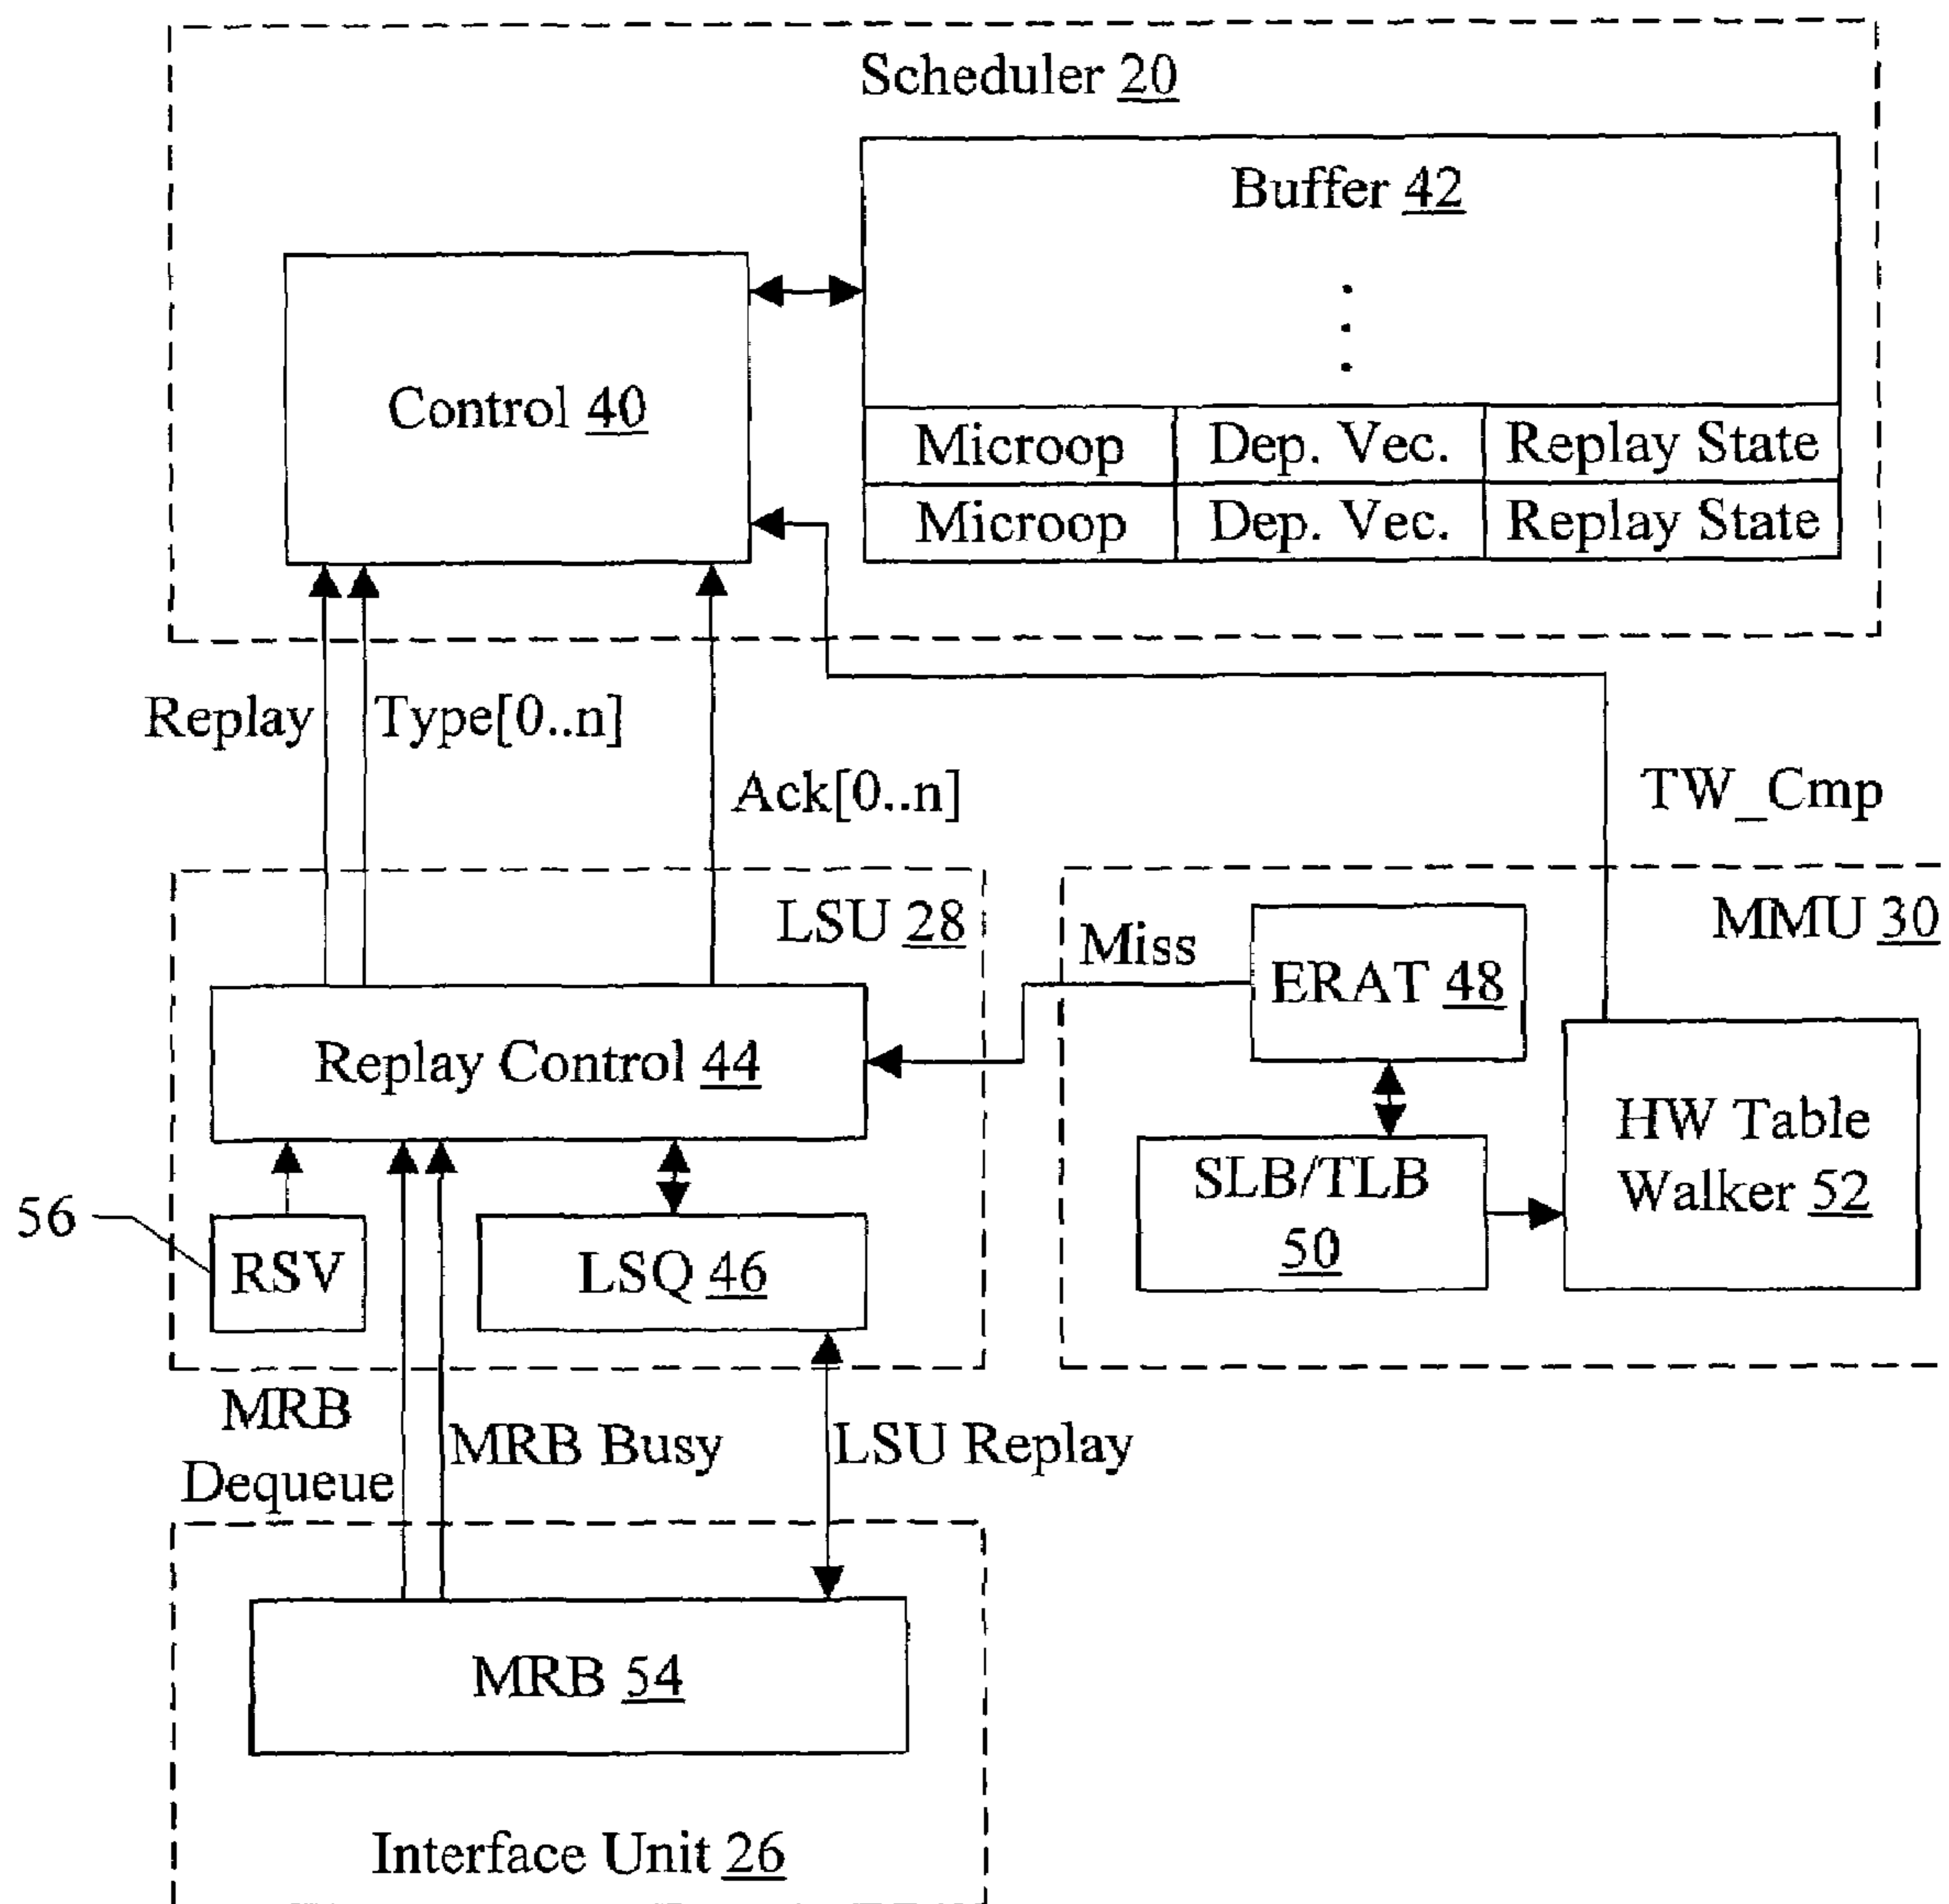 Scheduler 20
Buffer 42
Control 40
Microop Dep. Vec. Replay State
Microop Dep. Vec. Replay State
Replay Type[0..n]
Ack[0..n]
TW_Cmp
LSU 28
MMU 30
Miss
ERAT 48
Replay Control 44
HW Table
Walker 52
SLB/TLB
50
56
RSV
LSQ 46
MRB
Dequeue
MRB Busy
LSU Replay
MRB 54
Interface Unit 26